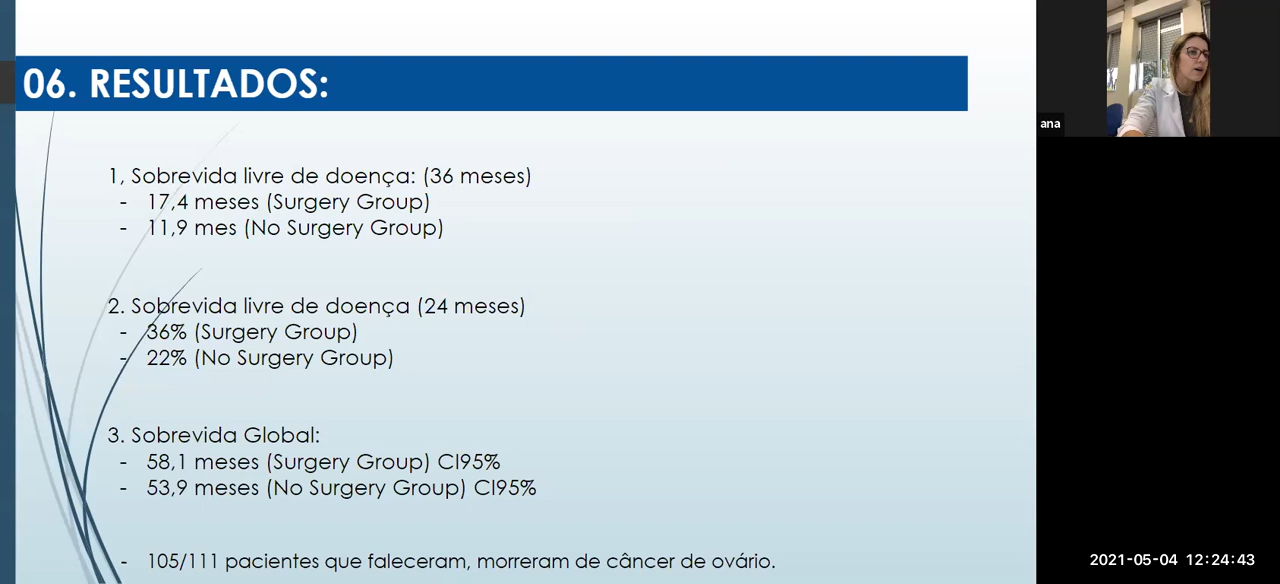 06. RESULTADOS:
1, Sobrevida livre de doença: (36 meses)
- 17,4 meses (Surgery Group)
- 11,9 mes (No Surgery Group)
2. Sobrevida livre de doença (24 meses)
- 36% (Surgery Group)
- 22% (No Surgery Group)
3. Sobrevida Global:
- 58,1 meses (Surgery Group) CI95%
- 53,9 meses (No Surgery Group) CI95%
- 105/111 pacientes que faleceram, morreram de câncer de ovário.
ana
2021-05-04 12:24:43